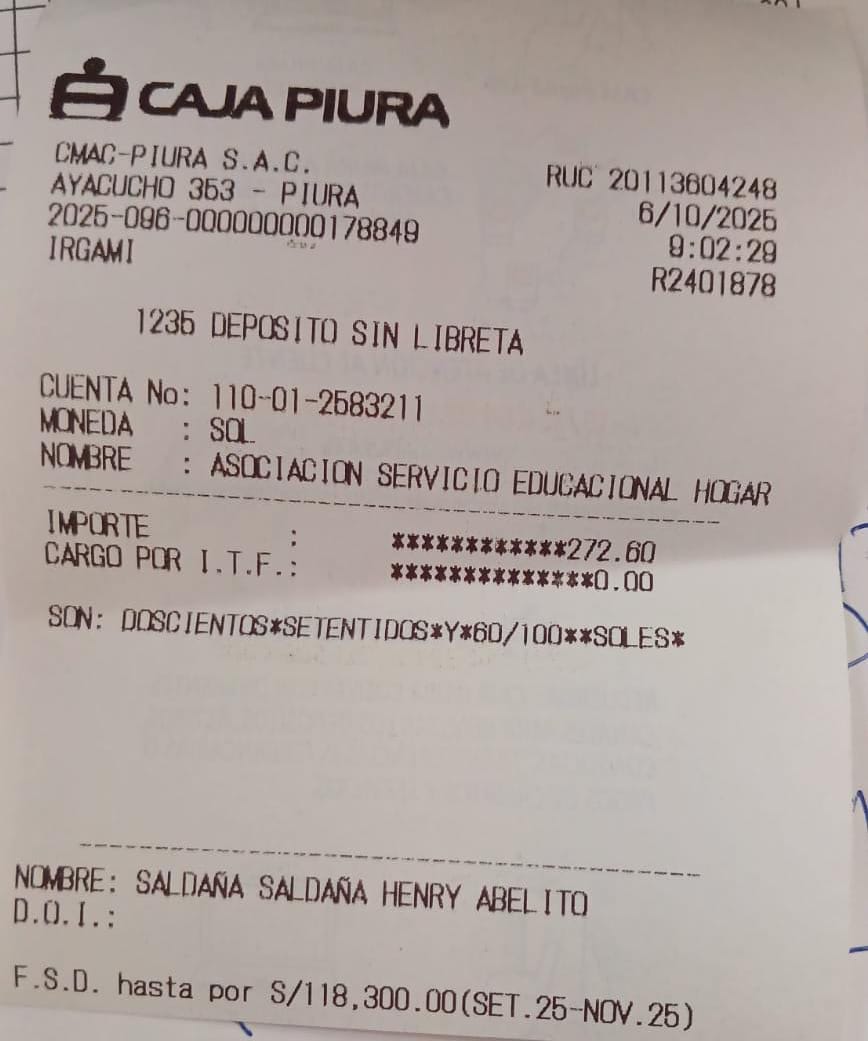 CAJA PIURA
CMAC-PIURA S.A.C.
RUC 20113604248
AYACUCHO 353 - PIURA
6/10/2025
2025-096-000000000178849
9:02:29
IRGAMI
R2401878
1235 DEPOSITO SIN LIBRETA
CUENTA No: 110-01-2583211
MONEDA : SOL
NOMBRE : ASOCIACION SERVICIO EDUCACIONAL HOGAR
IMPORTE : ************272.60
CARGO POR I.T.F.: **************0.00
SON: DOSCIENTOS*SETENTIDOS*Y*60/100**SOLES*
NOMBRE: SALDAÑA SALDAÑA HENRY ABELITO
D.O.I.:
F.S.D. hasta por S/118,300.00(SET.25-NOV.25)